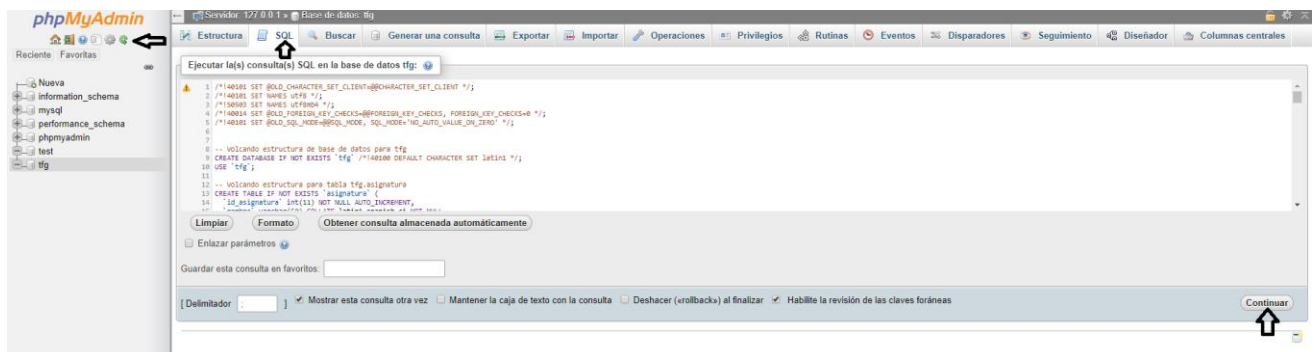 phpMyAdmin
Reciente Favoritas
Nueva
information_schema
mysql
performance_schema
phpmyadmin
test
tfg
Servidor: 127.0.0.1 » Base de datos: tfg
Estructura SQL Buscar Generar una consulta Exportar Importar Operaciones Privilegios Rutinas Eventos Disparadores Seguimiento Diseñador Columnas centrales
Ejecutar la(s) consulta(s) SQL en la base de datos tfg:
1 /*!40101 SET @OLD_CHARACTER_SET_CLIENT=@@CHARACTER_SET_CLIENT */;
2 /*!40101 SET NAMES utf8 */;
3 /*!50503 SET NAMES utf8mb4 */;
4 /*!40014 SET @OLD_FOREIGN_KEY_CHECKS=@@FOREIGN_KEY_CHECKS, FOREIGN_KEY_CHECKS=0 */;
5 /*!40101 SET @OLD_SQL_MODE=@@SQL_MODE, SQL_MODE='NO_AUTO_VALUE_ON_ZERO' */;
6
7
8 -- Volcando estructura de base de datos para tfg
9 CREATE DATABASE IF NOT EXISTS `tfg` /*!40100 DEFAULT CHARACTER SET latin1 */;
10 USE `tfg`;
11
12 -- Volcando estructura para tabla tfg.asignatura
13 CREATE TABLE IF NOT EXISTS `asignatura` (
14 `id_asignatura` int(11) NOT NULL AUTO_INCREMENT,
Limpiar Formato Obtener consulta almacenada automáticamente
Enlazar parámetros
Guardar esta consulta en favoritos:
[ Delimitador ; ] Mostrar esta consulta otra vez Mantener la caja de texto con la consulta Deshacer («rollback») al finalizar Habilite la revisión de las claves foráneas
Continuar